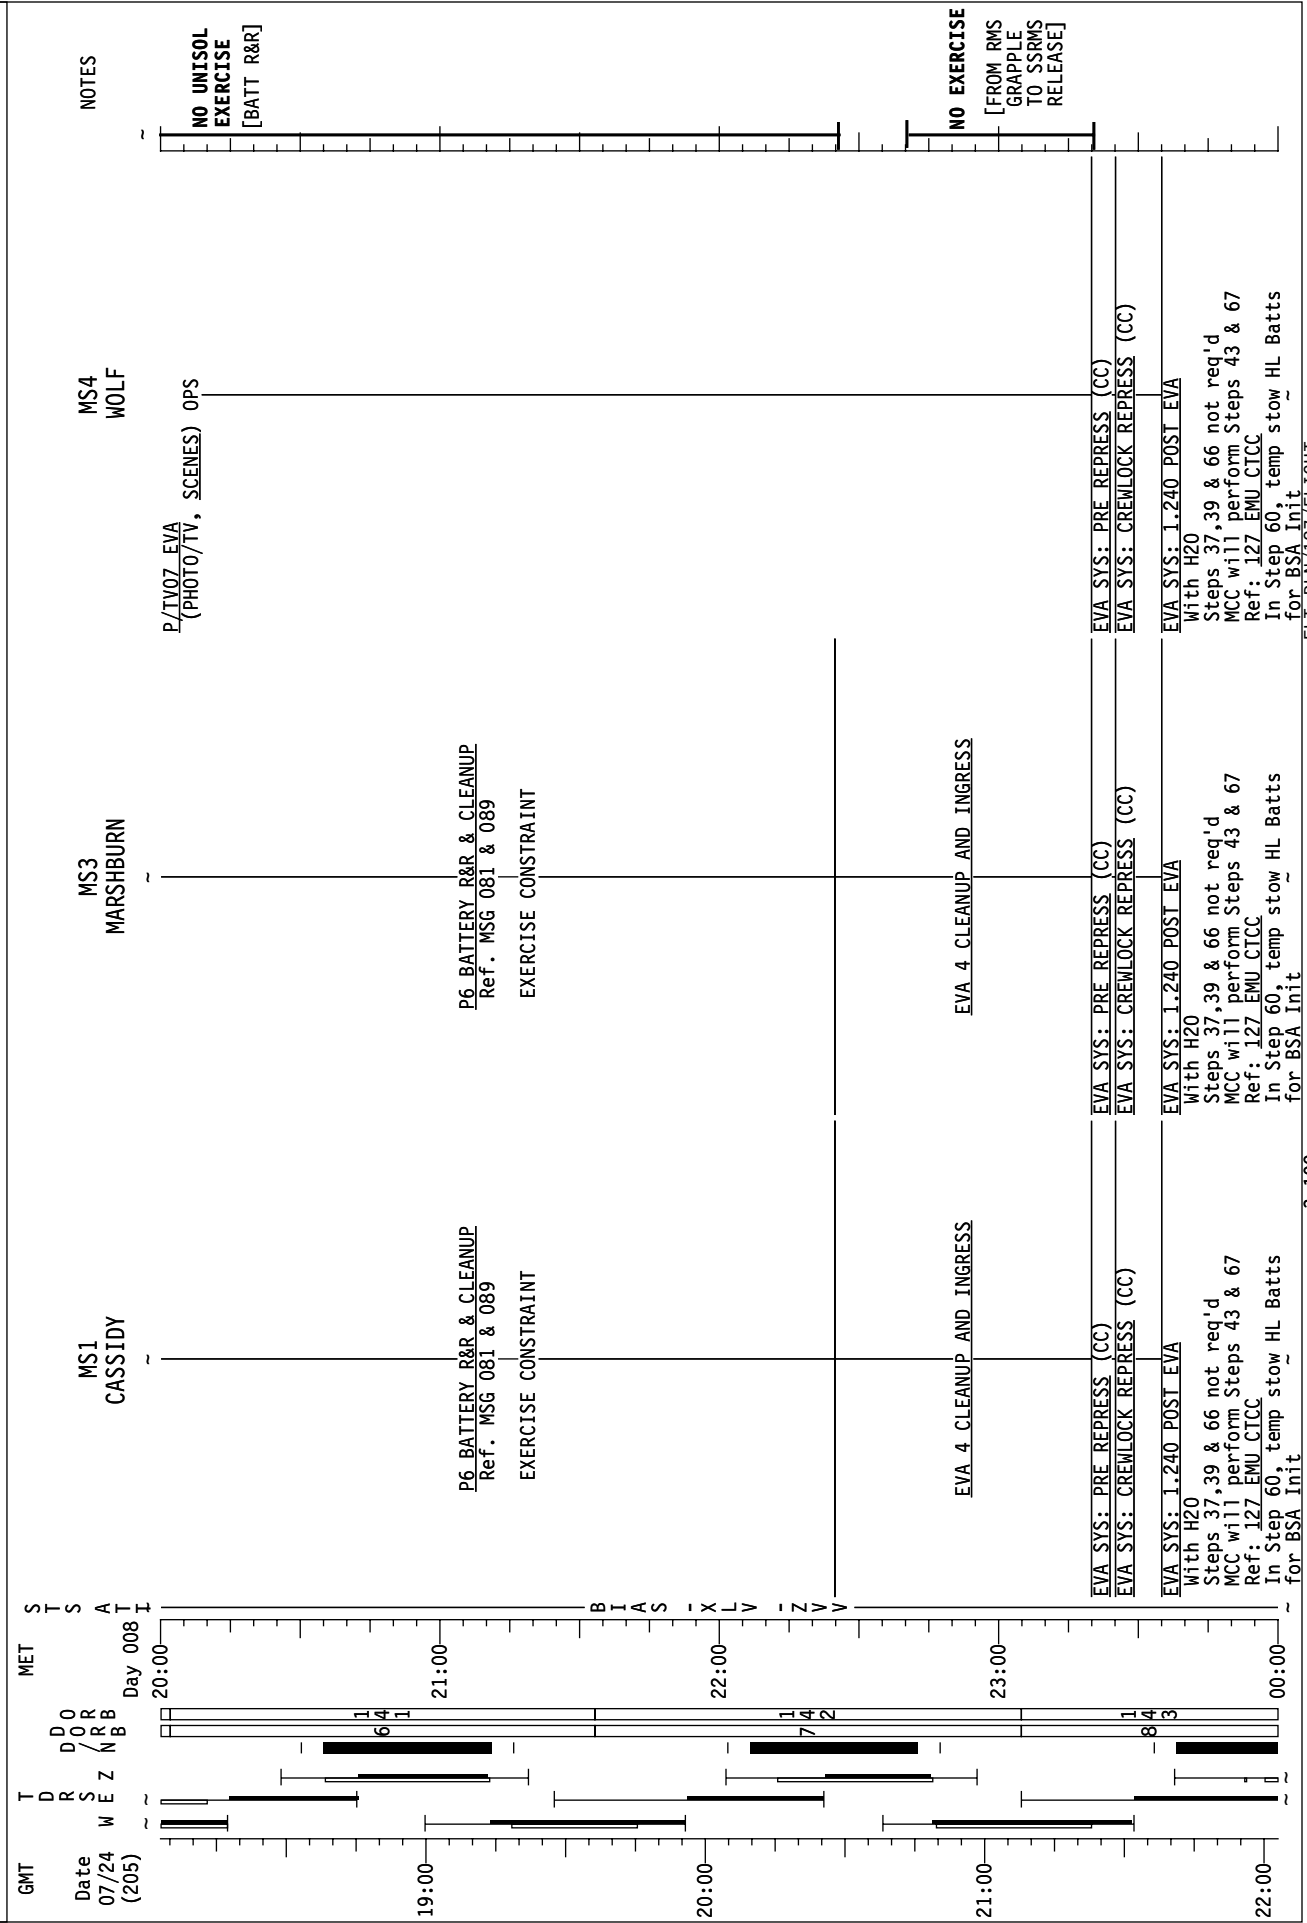 GMT
Date
07/24
(205)
19:00
20:00
21:00
22:00
T
D
R
S
W E Z
D D
/ O
N R
B B
O
R
B
6
7
8
141
142
143
MET
Day 008
20:00
21:00
22:00
23:00
00:00
S
T
S
A
T
T
BIAS -XLV -ZVV
MS1
CASSIDY
P6 BATTERY R&R & CLEANUP
Ref. MSG 081 & 089
EXERCISE CONSTRAINT
EVA 4 CLEANUP AND INGRESS
EVA SYS: PRE REPRESS (CC)
EVA SYS: CREWLOCK REPRESS (CC)
EVA SYS: 1.240 POST EVA
With H20
Steps 37,39 & 66 not req'd
MCC will perform Steps 43 & 67
Ref: 127 EMU CTCC
In Step 60, temp stow HL Batts
for BSA Init
MS3
MARSHBURN
P6 BATTERY R&R & CLEANUP
Ref. MSG 081 & 089
EXERCISE CONSTRAINT
EVA 4 CLEANUP AND INGRESS
EVA SYS: PRE REPRESS (CC)
EVA SYS: CREWLOCK REPRESS (CC)
EVA SYS: 1.240 POST EVA
With H20
Steps 37,39 & 66 not req'd
MCC will perform Steps 43 & 67
Ref: 127 EMU CTCC
In Step 60, temp stow HL Batts
for BSA Init
MS4
WOLF
P/TV07 EVA
(PHOTO/TV, SCENES) OPS
EVA SYS: PRE REPRESS (CC)
EVA SYS: CREWLOCK REPRESS (CC)
EVA SYS: 1.240 POST EVA
With H20
Steps 37,39 & 66 not req'd
MCC will perform Steps 43 & 67
Ref: 127 EMU CTCC
In Step 60, temp stow HL Batts
for BSA Init
NOTES
NO UNISOL
EXERCISE
[BATT R&R]
NO EXERCISE
[FROM RMS
GRAPPLE
TO SSRMS
RELEASE]